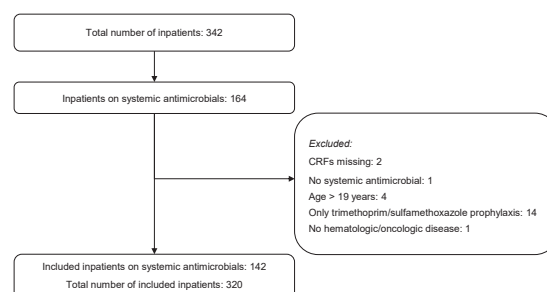 Total number of inpatients: 342
Inpatients on systemic antimicrobials: 164
Excluded:
CRFs missing: 2
No systemic antimicrobial: 1
Age > 19 years: 4
Only trimethoprim/sulfamethoxazole prophylaxis: 14
No hematologic/oncologic disease: 1
Included inpatients on systemic antimicrobials: 142
Total number of included inpatients: 320